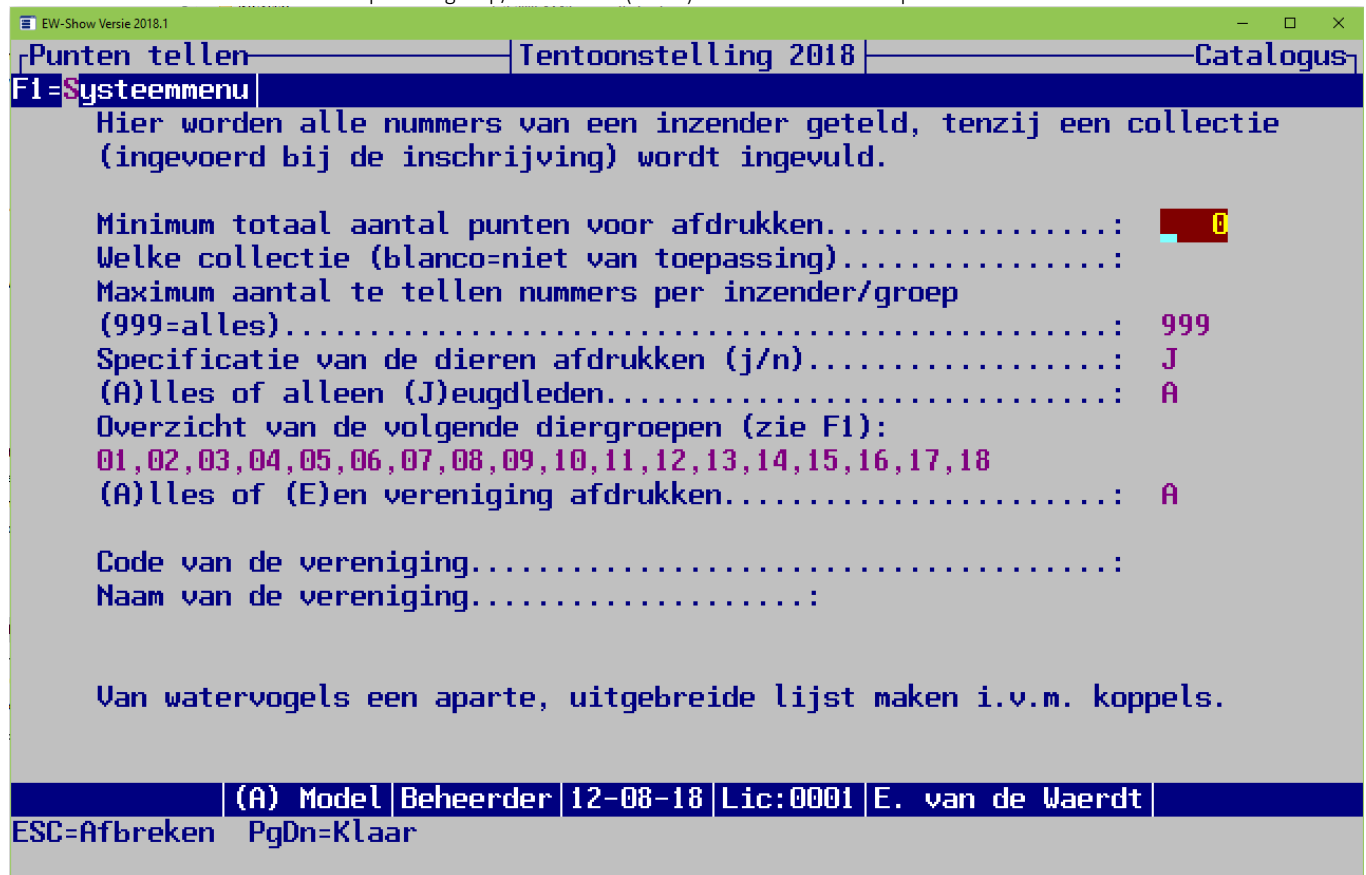 EW-Show Versie 2018.1
Punten tellen Tentoonstelling 2018 Catalogus
F1=Systeemmenu
Hier worden alle nummers van een inzender geteld, tenzij een collectie
(ingevoerd bij de inschrijving) wordt ingevuld.
Minimum totaal aantal punten voor afdrukken.................: 0
Welke collectie (blanco=niet van toepassing)................:
Maximum aantal te tellen nummers per inzender/groep
(999=alles).................................................: 999
Specificatie van de dieren afdrukken (j/n)..................: J
(A)lles of alleen (J)eugdleden..............................: A
Overzicht van de volgende diergroepen (zie F1):
01,02,03,04,05,06,07,08,09,10,11,12,13,14,15,16,17,18
(A)lles of (E)en vereniging afdrukken.......................: A
Code van de vereniging......................................:
Naam van de vereniging....................:
Van watervogels een aparte, uitgebreide lijst maken i.v.m. koppels.
(A) Model|Beheerder|12-08-18|Lic:0001|E. van de Waerdt|
ESC=Afbreken PgDn=Klaar